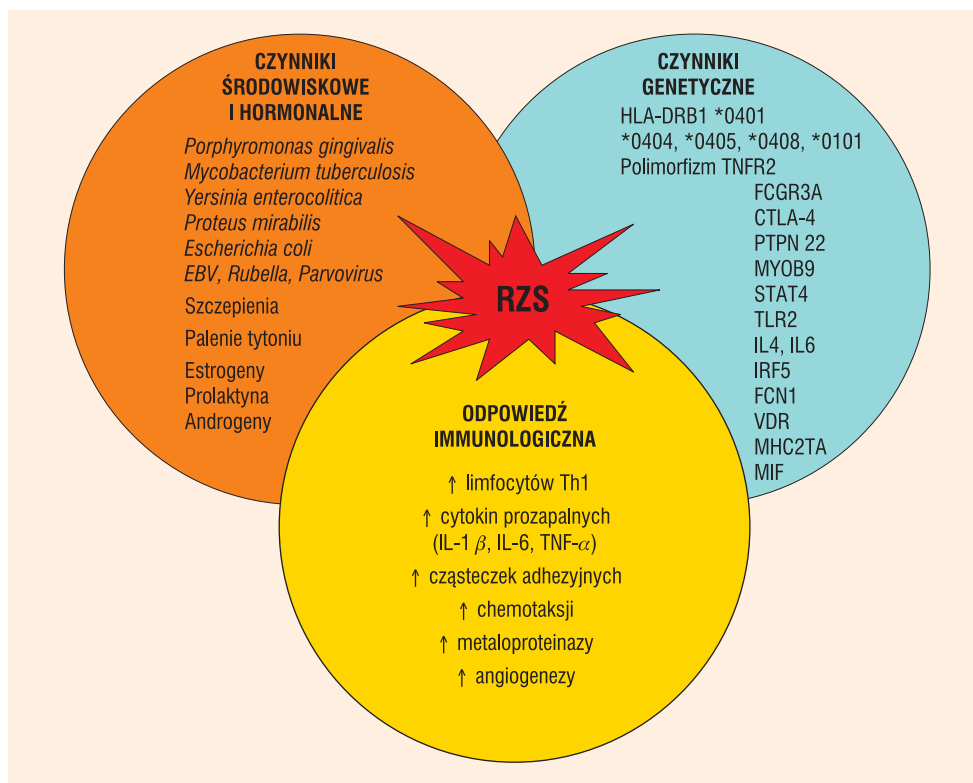 CZYNNIKI
ŚRODOWISKOWE
I HORMONALNE
Porphyromonas gingivalis
Mycobacterium tuberculosis
Yersinia enterocolitica
Proteus mirabilis
Escherichia coli
EBV, Rubella, Parvovirus
Szczepienia
Palenie tytoniu
Estrogeny
Prolaktyna
Androgeny
CZYNNIKI
GENETYCZNE
HLA-DRB1 *0401
*0404, *0405, *0408, *0101
Polimorfizm TNFR2
FCGR3A
CTLA-4
PTPN 22
MYOB9
STAT4
TLR2
IL4, IL6
IRF5
FCN1
VDR
MHC2TA
MIF
RZS
ODPOWIEDŹ
IMMUNOLOGICZNA
↑ limfocytów Th1
↑ cytokin prozapalnych
(IL-1 β, IL-6, TNF-α)
↑ cząsteczek adhezyjnych
↑ chemotaksji
↑ metaloproteinazy
↑ angiogenezy